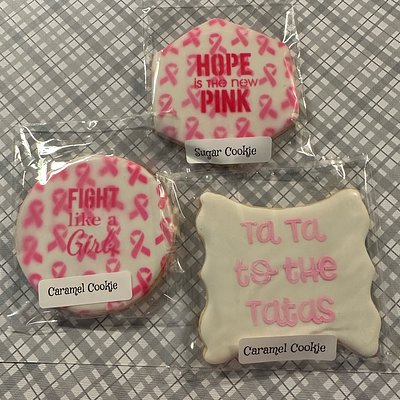 HOPE
is THE new
PINK
Sugar Cookie
FIGHT
like a
Girl
Caramel Cookie
Ta Ta
to the
Tatas
Caramel Cookie